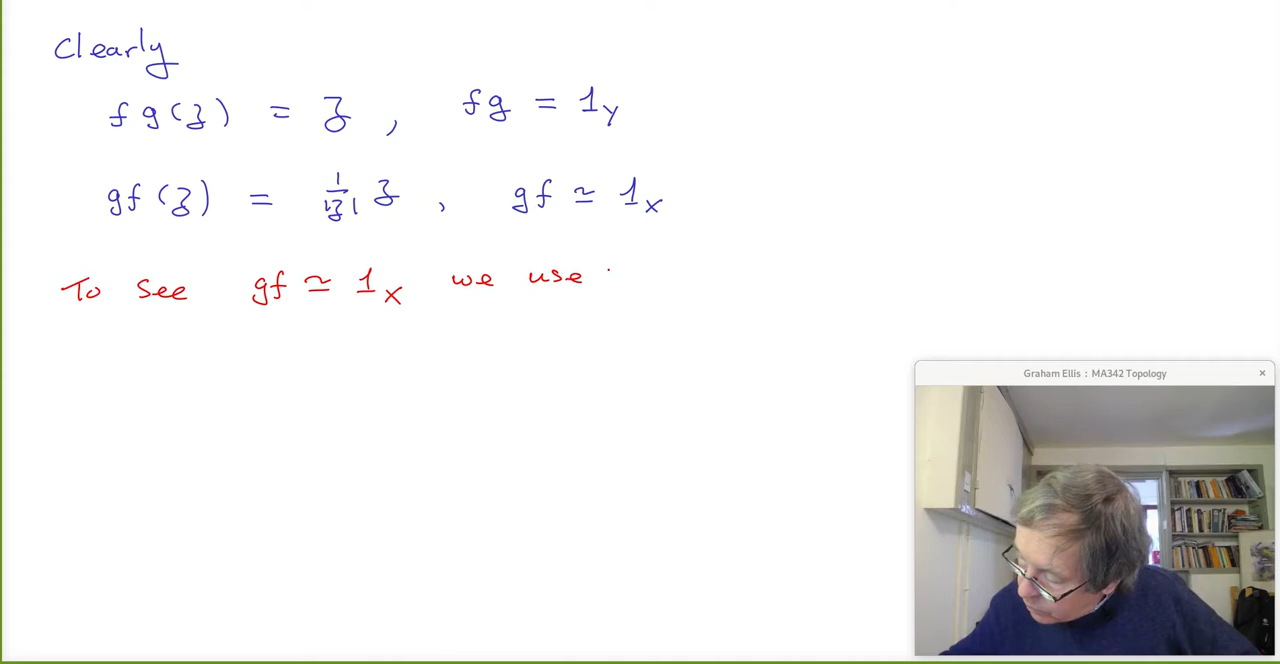 Clearly
fg(z) = z, fg = 1_Y
gf(z) = 1/|z| z, gf ≃ 1_X
To see gf ≃ 1_X we use
Graham Ellis : MA342 Topology ×